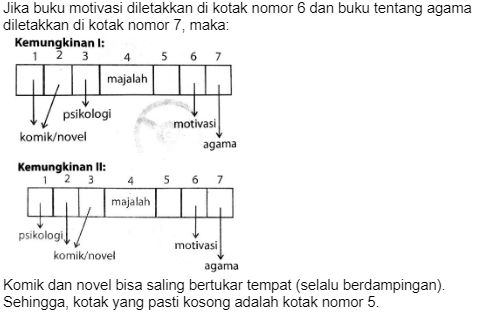 Jika buku motivasi diletakkan di kotak nomor 6 dan buku tentang agama
diletakkan di kotak nomor 7, maka:
Kemungkinan I:
1 2 3 4 5 6 7
majalah
psikologi
motivasi
komik/novel
agama
Kemungkinan II:
1 2 3 4 5 6 7
majalah
psikologi
motivasi
komik/novel
agama
Komik dan novel bisa saling bertukar tempat (selalu berdampingan).
Sehingga, kotak yang pasti kosong adalah kotak nomor 5.